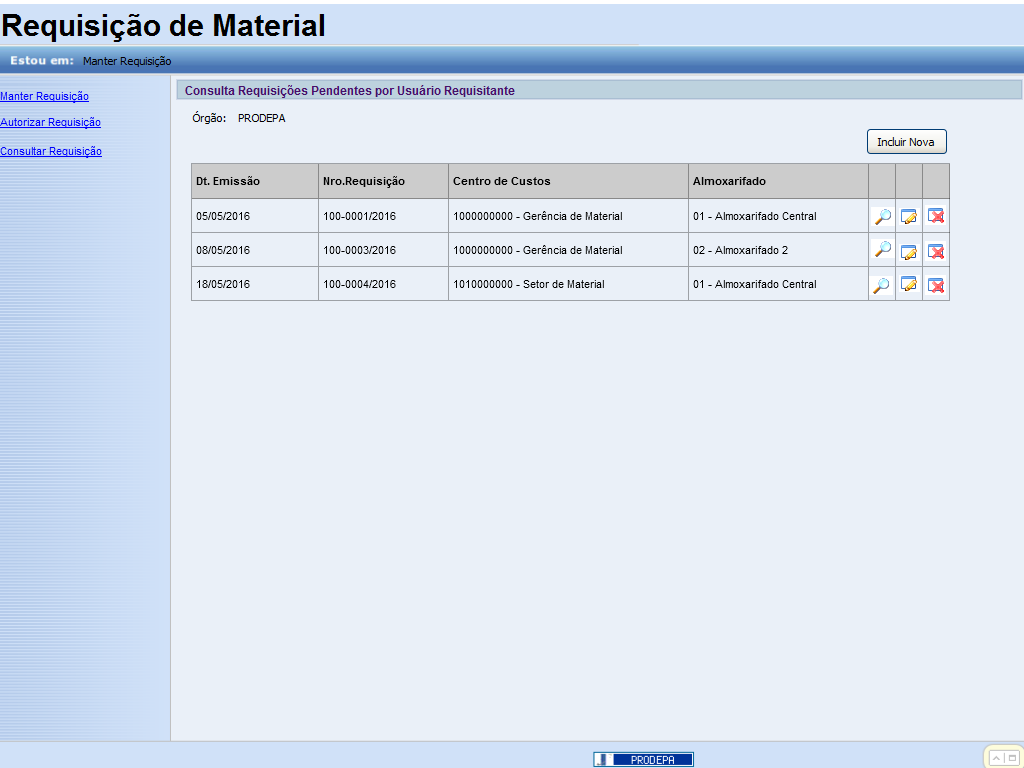 Requisição de Material
Estou em: Manter Requisição
Manter Requisição
Autorizar Requisição
Consultar Requisição
Consulta Requisições Pendentes por Usuário Requisitante
Órgão: PRODEPA
Incluir Nova
Dt. Emissão Nro.Requisição Centro de Custos Almoxarifado
05/05/2016 100-0001/2016 1000000000 - Gerência de Material 01 - Almoxarifado Central
08/05/2016 100-0003/2016 1000000000 - Gerência de Material 02 - Almoxarifado 2
18/05/2016 100-0004/2016 1010000000 - Setor de Material 01 - Almoxarifado Central
PRODEPA